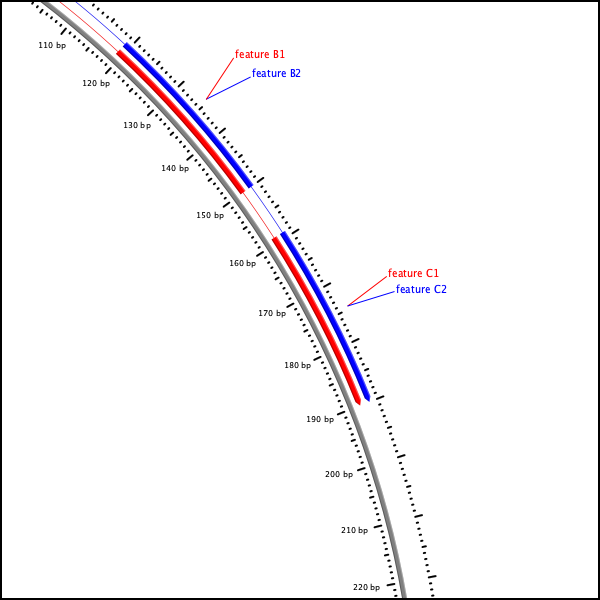 110 bp
feature B1
feature B2
120 bp
130 bp
140 bp
150 bp
160 bp
feature C1
feature C2
170 bp
180 bp
190 bp
200 bp
210 bp
220 bp